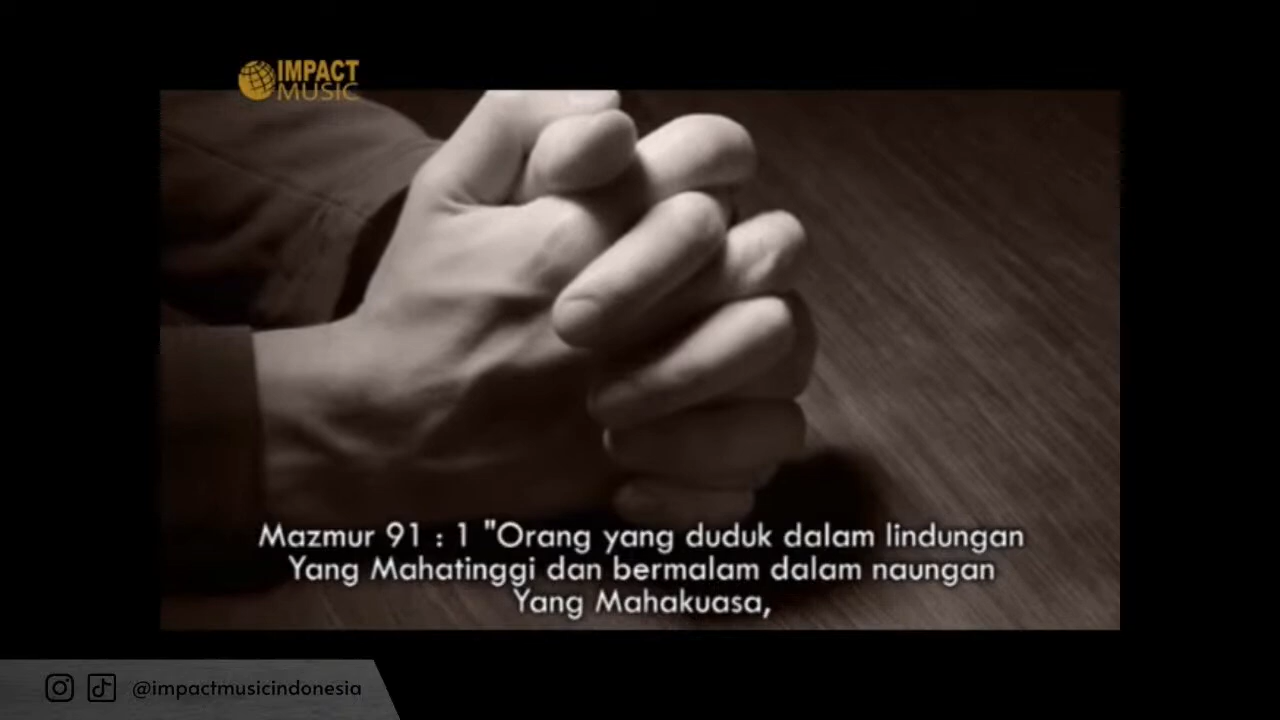 IMPACT
MUSIC
Mazmur 91 : 1 "Orang yang duduk dalam lindungan
Yang Mahatinggi dan bermalam dalam naungan
Yang Mahakuasa,
@impactmusicindonesia